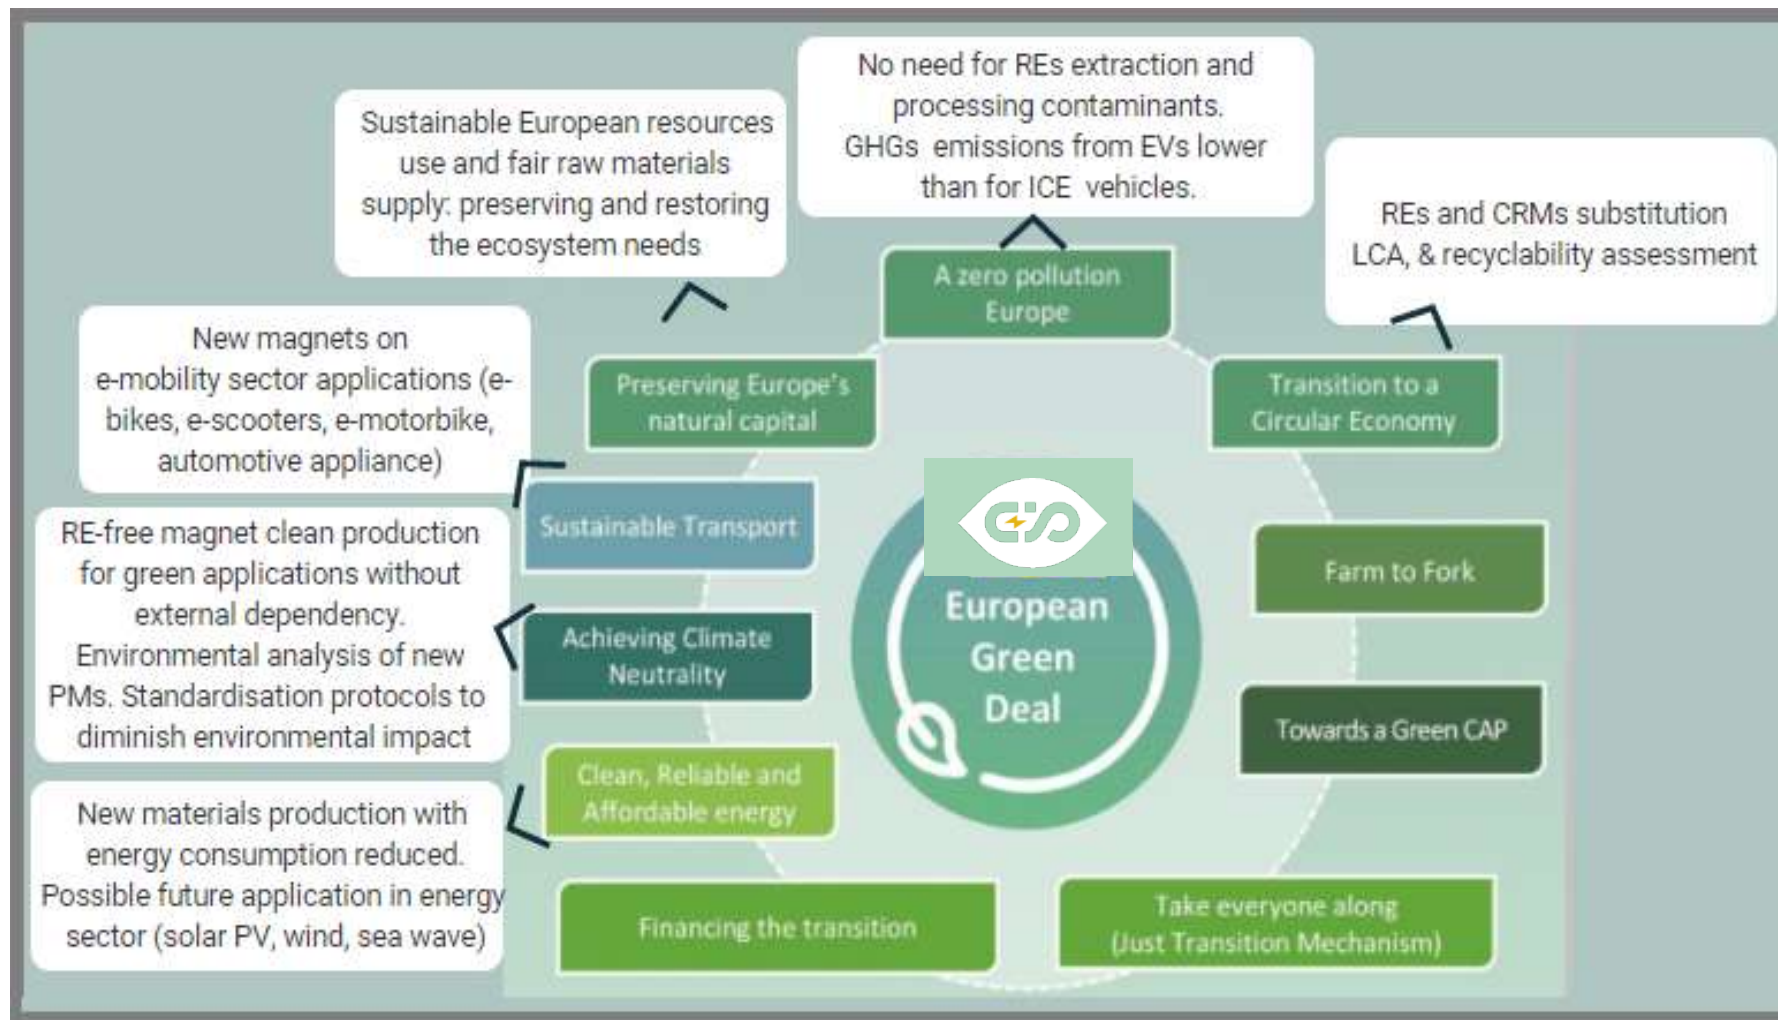 No need for REs extraction and
processing contaminants.
GHGs emissions from EVs lower
than for ICE vehicles.
Sustainable European resources
use and fair raw materials
supply: preserving and restoring
the ecosystem needs
REs and CRMs substitution
LCA, & recyclability assessment
A zero pollution
Europe
New magnets on
e-mobility sector applications (e-
bikes, e-scooters, e-motorbike,
automotive appliance)
Preserving Europe's
natural capital
Transition to a
Circular Economy
Sustainable Transport
RE-free magnet clean production
for green applications without
external dependency.
Environmental analysis of new
PMs. Standardisation protocols to
diminish environmental impact
Farm to Fork
European
Green
Deal
Achieving Climate
Neutrality
Towards a Green CAP
Clean, Reliable and
Affordable energy
New materials production with
energy consumption reduced.
Possible future application in energy
sector (solar PV, wind, sea wave)
Financing the transition
Take everyone along
(Just Transition Mechanism)